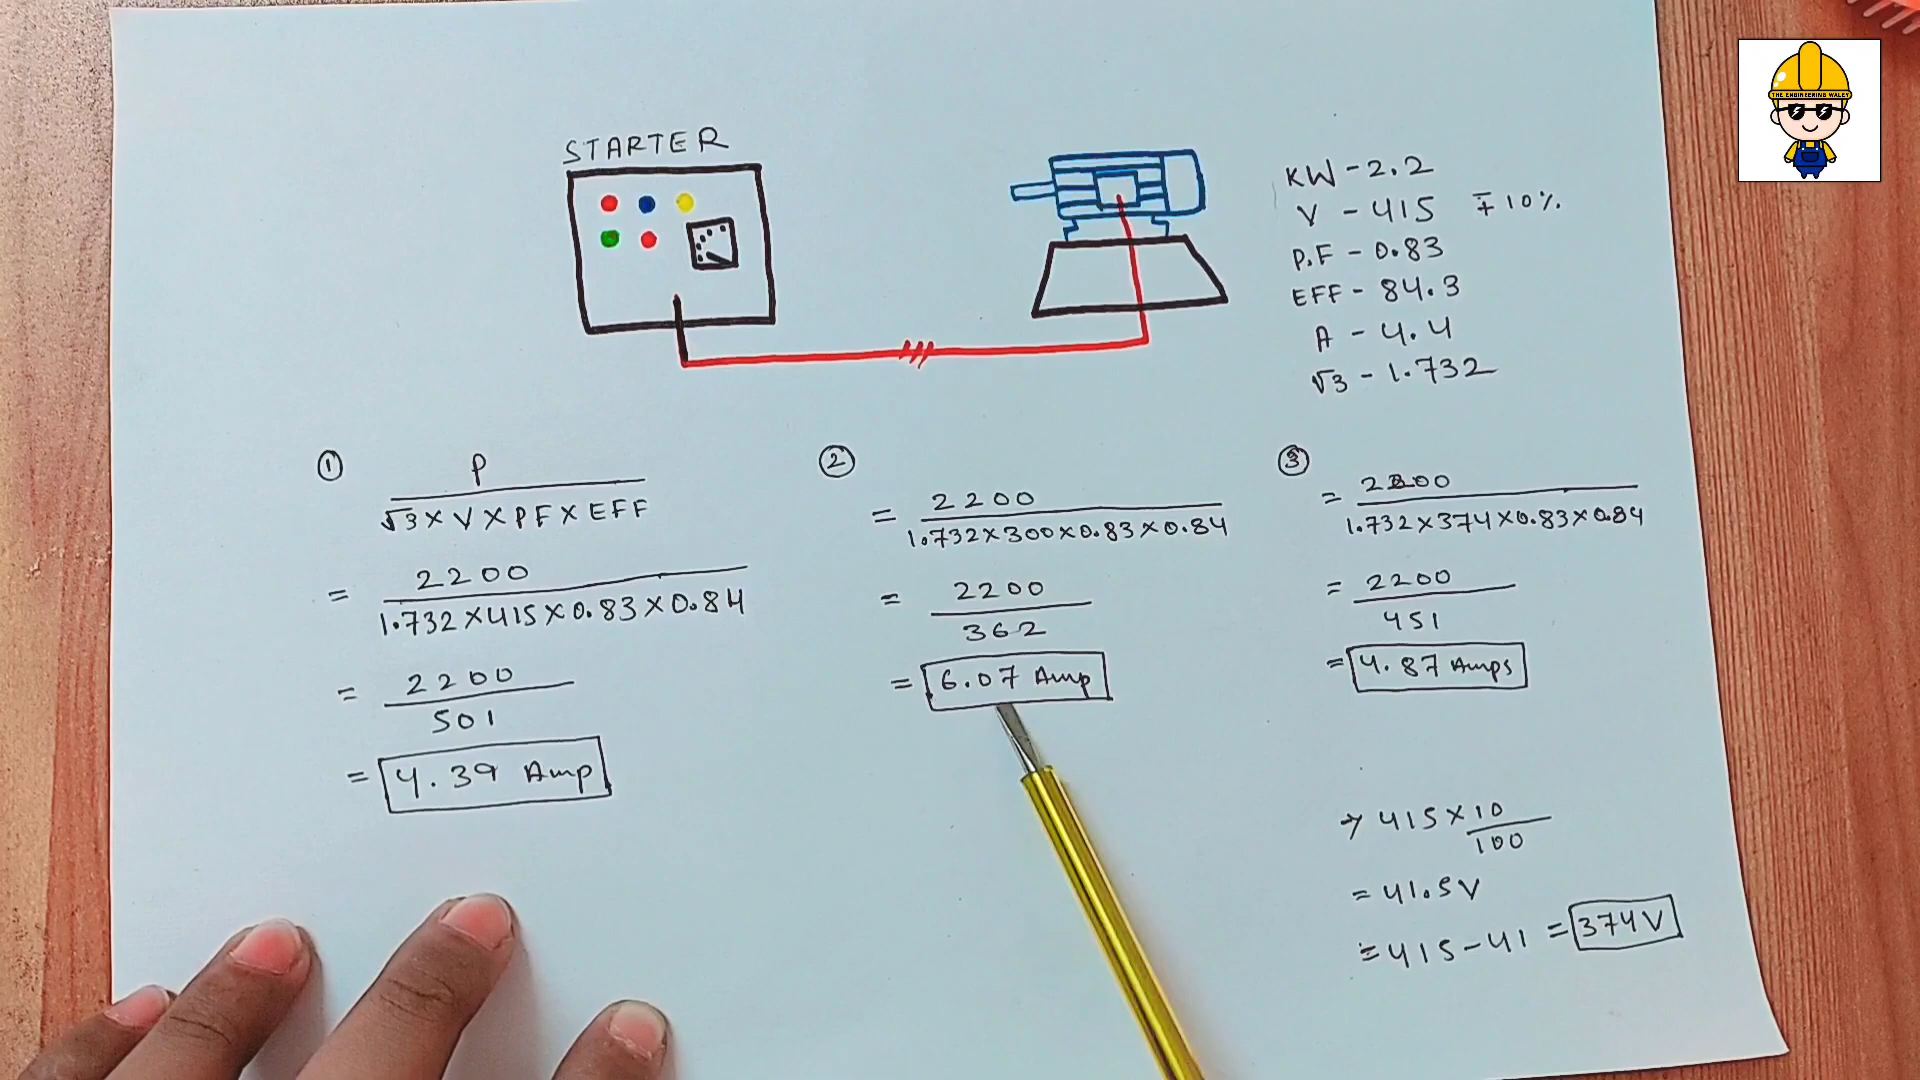 THE ENGINEERING WALEY
STARTER
KW - 2.2
V - 415 ∓ 10%
P.F - 0.83
EFF - 84.3
A - 4.4
√3 - 1.732
①
P
√3 × V × PF × EFF
= 2200
1.732 × 415 × 0.83 × 0.84
= 2200
501
= 4.39 Amp
②
= 2200
1.732 × 300 × 0.83 × 0.84
= 2200
362
= 6.07 Amp
③
= 2200
1.732 × 374 × 0.83 × 0.84
= 2200
451
= 4.87 Amps
→ 415 × 10
100
= 41.5V
= 415 - 41 = 374V